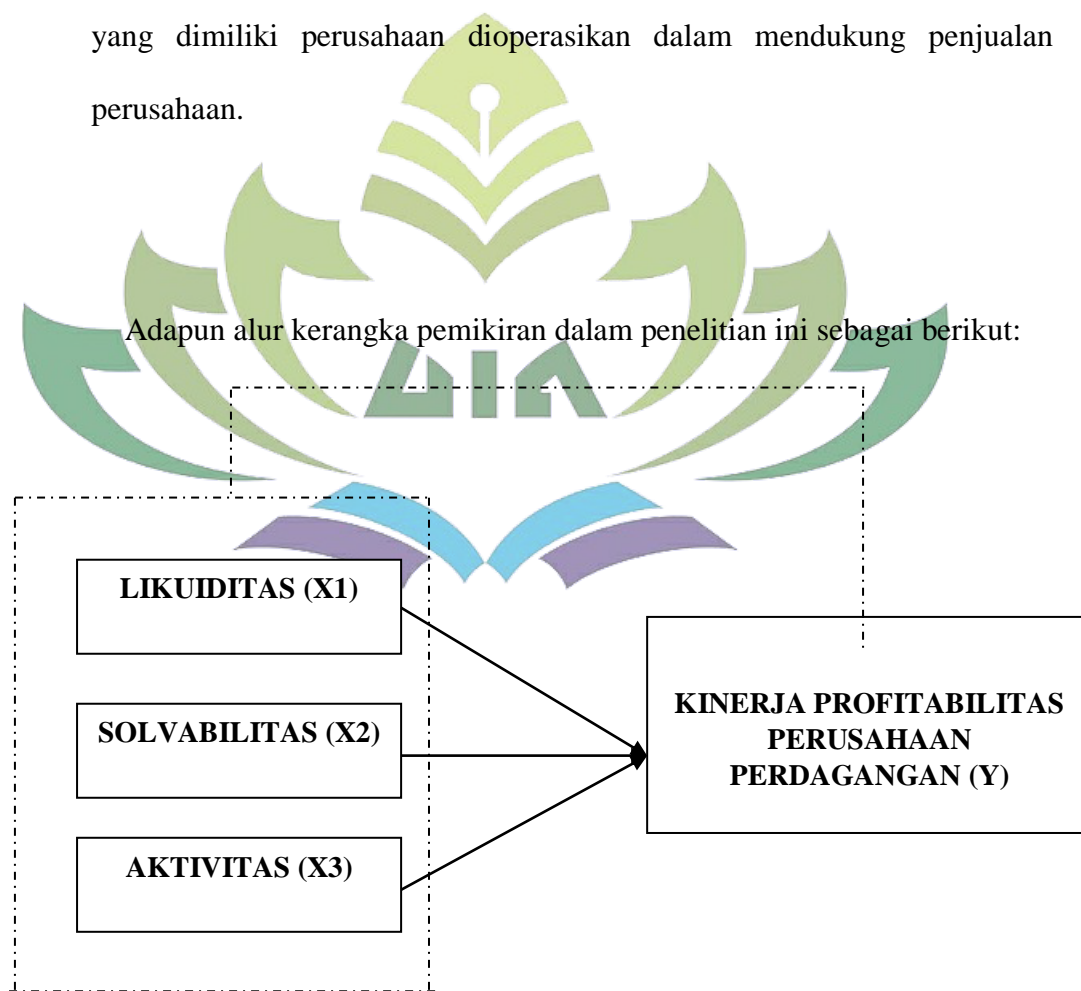 yang dimiliki perusahaan dioperasikan dalam mendukung penjualan
perusahaan.
Adapun alur kerangka pemikiran dalam penelitian ini sebagai berikut:
UIN
LIKUIDITAS (X1)
SOLVABILITAS (X2)
AKTIVITAS (X3)
KINERJA PROFITABILITAS
PERUSAHAAN
PERDAGANGAN (Y)